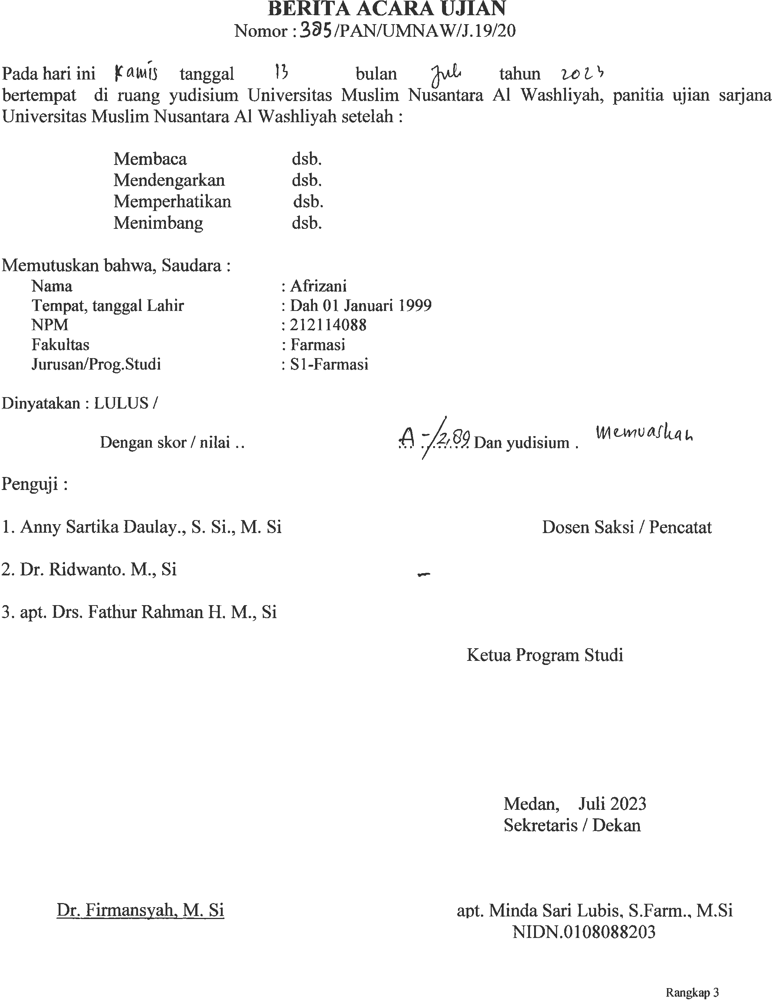 BERITA ACARA UJIAN
Nomor : 385/PAN/UMNAW/J.19/20
Pada hari ini Kamis tanggal 13 bulan Juli tahun 2023
bertempat di ruang yudisium Universitas Muslim Nusantara Al Washliyah, panitia ujian sarjana
Universitas Muslim Nusantara Al Washliyah setelah :
Membaca dsb.
Mendengarkan dsb.
Memperhatikan dsb.
Menimbang dsb.
Memutuskan bahwa, Saudara :
Nama : Afrizani
Tempat, tanggal Lahir : Dah 01 Januari 1999
NPM : 212114088
Fakultas : Farmasi
Jurusan/Prog.Studi : S1-Farmasi
Dinyatakan : LULUS /
Dengan skor / nilai .. A-/2,89 Dan yudisium . Memuaskan
Penguji :
1. Anny Sartika Daulay., S. Si., M. Si Dosen Saksi / Pencatat
2. Dr. Ridwanto. M., Si -
3. apt. Drs. Fathur Rahman H. M., Si
Ketua Program Studi
Medan, Juli 2023
Sekretaris / Dekan
Dr. Firmansyah, M. Si apt. Minda Sari Lubis, S.Farm., M.Si
NIDN.0108088203
Rangkap 3